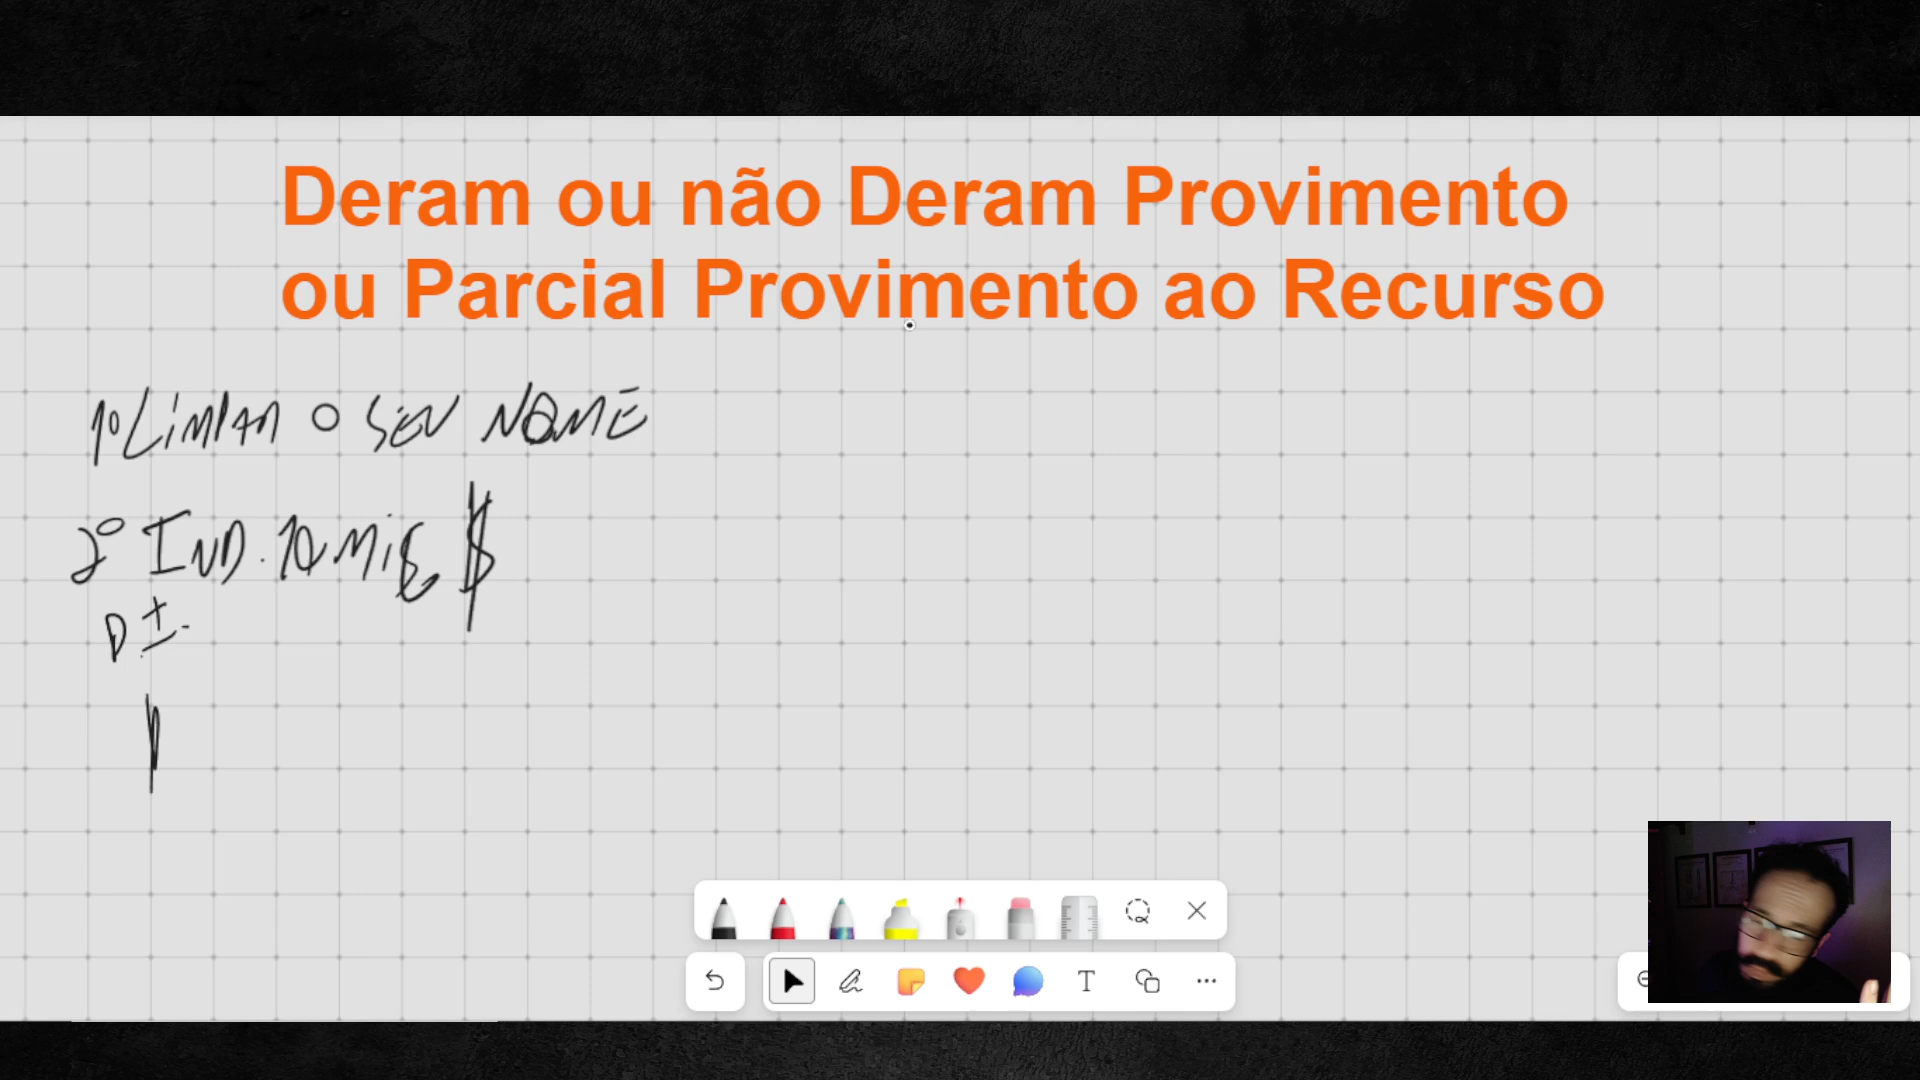 Deram ou não Deram Provimento
ou Parcial Provimento ao Recurso
1º LIMPAR O SEU NOME
2º IND. 10 MIL $
D ±
T